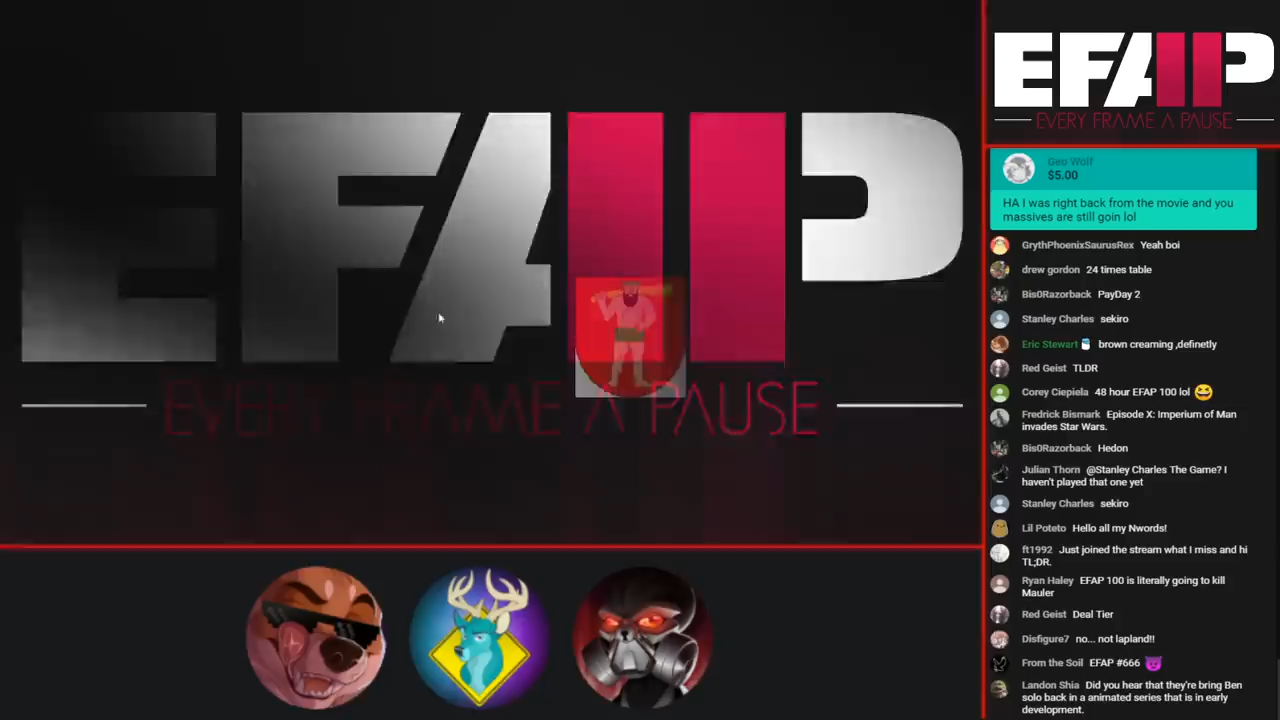 EFAP
EVERY FRAME A PAUSE
EFAP
EVERY FRAME A PAUSE
Geo Wolf
$5.00
HA I was right back from the movie and you
massives are still goin lol
GrythPhoenixSaurusRex Yeah boi
drew gordon 24 times table
Bis0Razorback PayDay 2
Stanley Charles sekiro
Eric Stewart brown creaming ,definetly
Red Geist TLDR
Corey Ciepiela 48 hour EFAP 100 lol
Fredrick Bismark Episode X: Imperium of Man
invades Star Wars.
Bis0Razorback Hedon
Julian Thorn @Stanley Charles The Game? I
haven't played that one yet
Stanley Charles sekiro
Lil Poteto Hello all my Nwords!
ft1992 Just joined the stream what I miss and hi
TL;DR.
Ryan Haley EFAP 100 is literally going to kill
Mauler
Red Geist Deal Tier
Disfigure7 no... not lapland!!
From the Soil EFAP #666
Landon Shia Did you hear that they're bring Ben
solo back in a animated series that is in early
development.